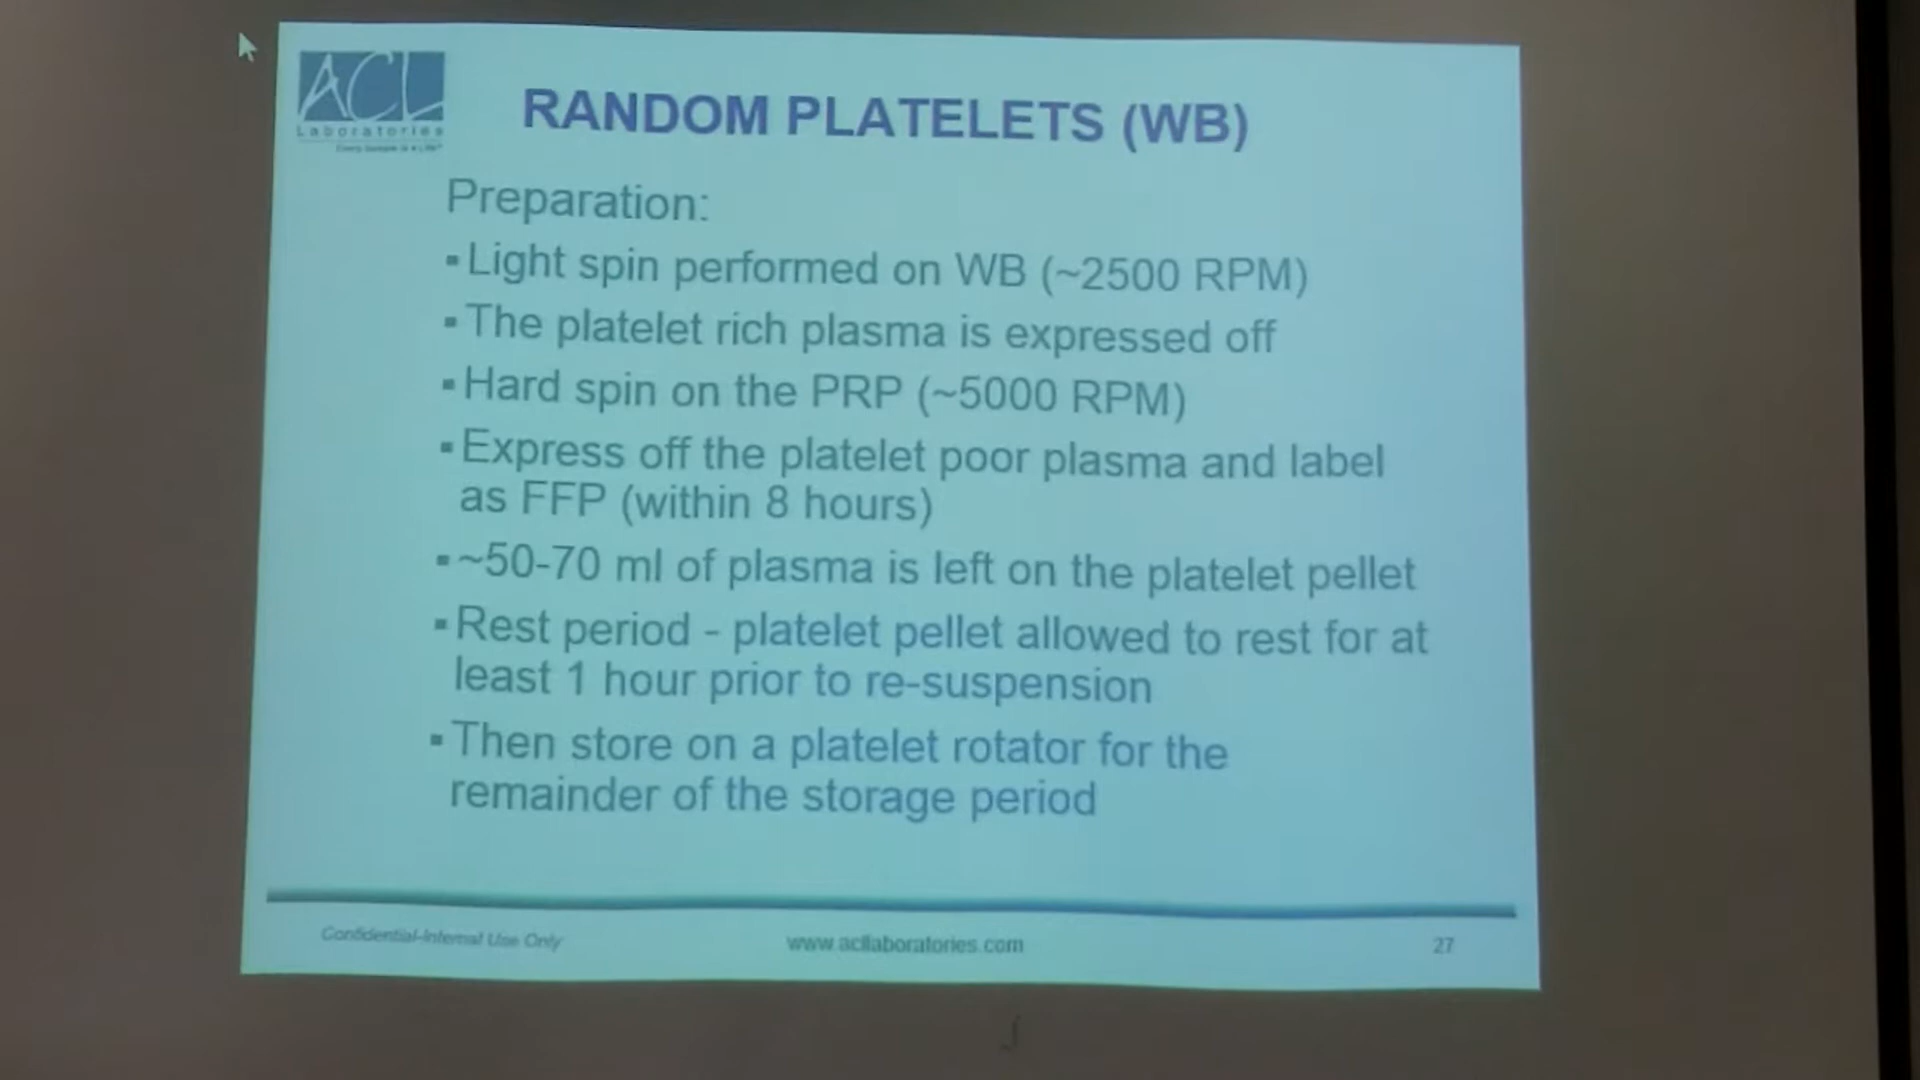 ACL
Laboratories
RANDOM PLATELETS (WB)
Preparation:
▪Light spin performed on WB (~2500 RPM)
▪The platelet rich plasma is expressed off
▪Hard spin on the PRP (~5000 RPM)
▪Express off the platelet poor plasma and label
as FFP (within 8 hours)
▪~50-70 ml of plasma is left on the platelet pellet
▪Rest period - platelet pellet allowed to rest for at
least 1 hour prior to re-suspension
▪Then store on a platelet rotator for the
remainder of the storage period
Confidential-Internal Use Only
www.acllaboratories.com
27